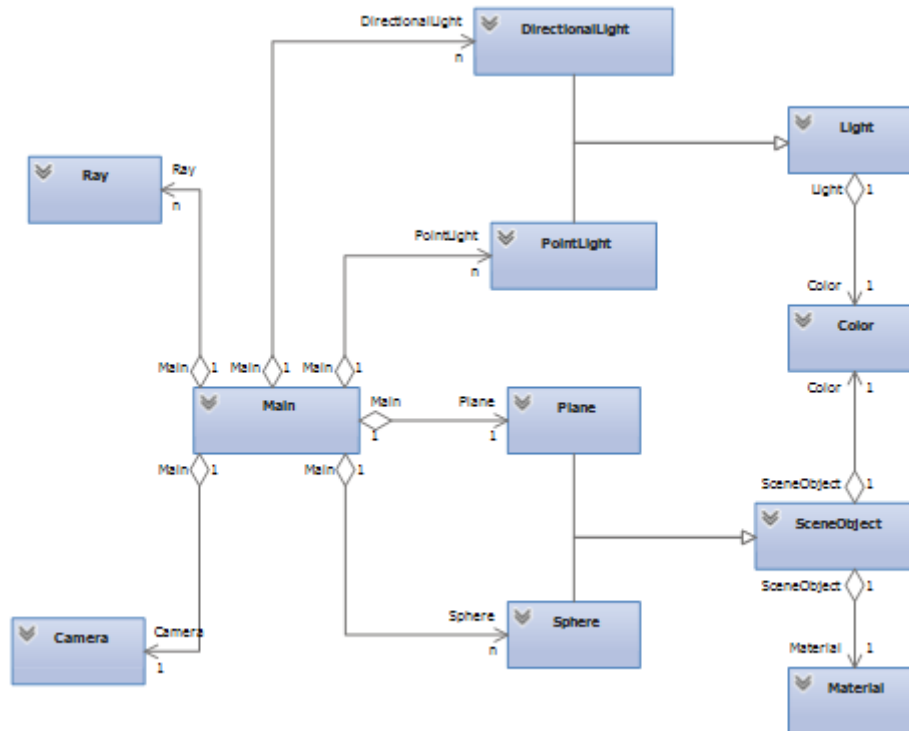 DirectionalLight
n
DirectionalLight
Light
Light
1
Ray
n
Ray
PointLight
n
PointLight
Color
1
Color
Color
1
Main
1
Main
1
Main
1
Main
Main
1
Plane
1
Plane
Main
1
Main
1
SceneObject
1
SceneObject
SceneObject
1
Sphere
n
Sphere
Camera
Camera
1
Material
1
Material